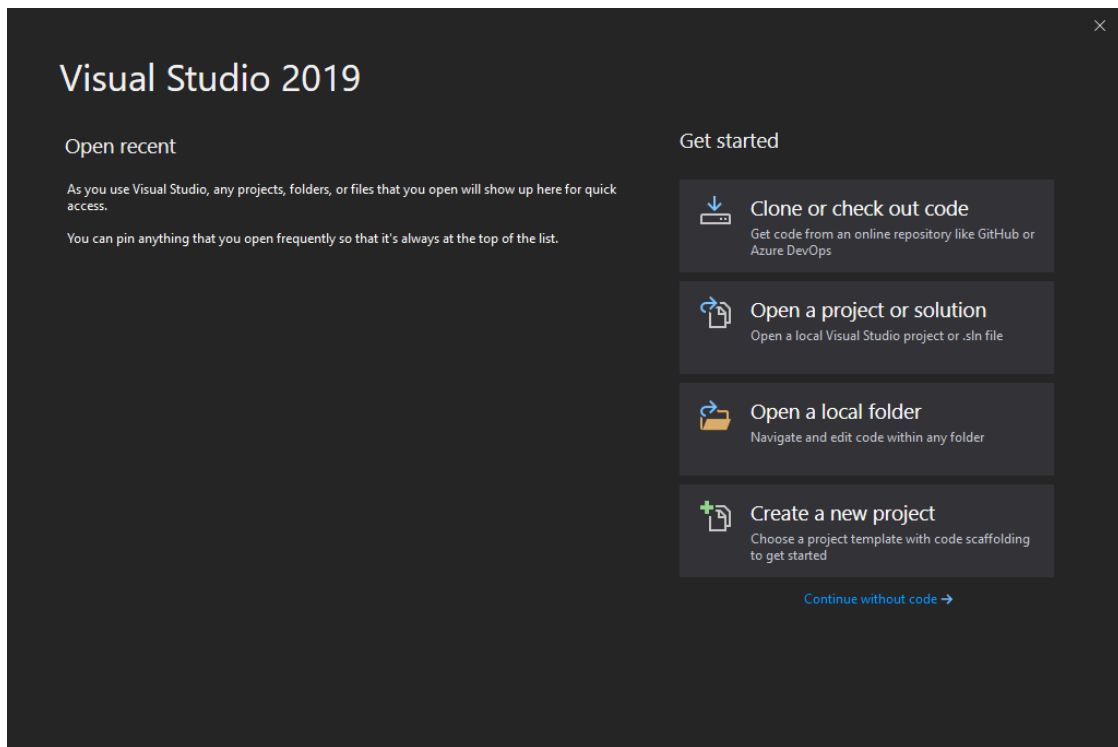 Visual Studio 2019
Open recent
As you use Visual Studio, any projects, folders, or files that you open will show up here for quick
access.
You can pin anything that you open frequently so that it's always at the top of the list.
Get started
Clone or check out code
Get code from an online repository like GitHub or
Azure DevOps
Open a project or solution
Open a local Visual Studio project or .sln file
Open a local folder
Navigate and edit code within any folder
Create a new project
Choose a project template with code scaffolding
to get started
Continue without code →